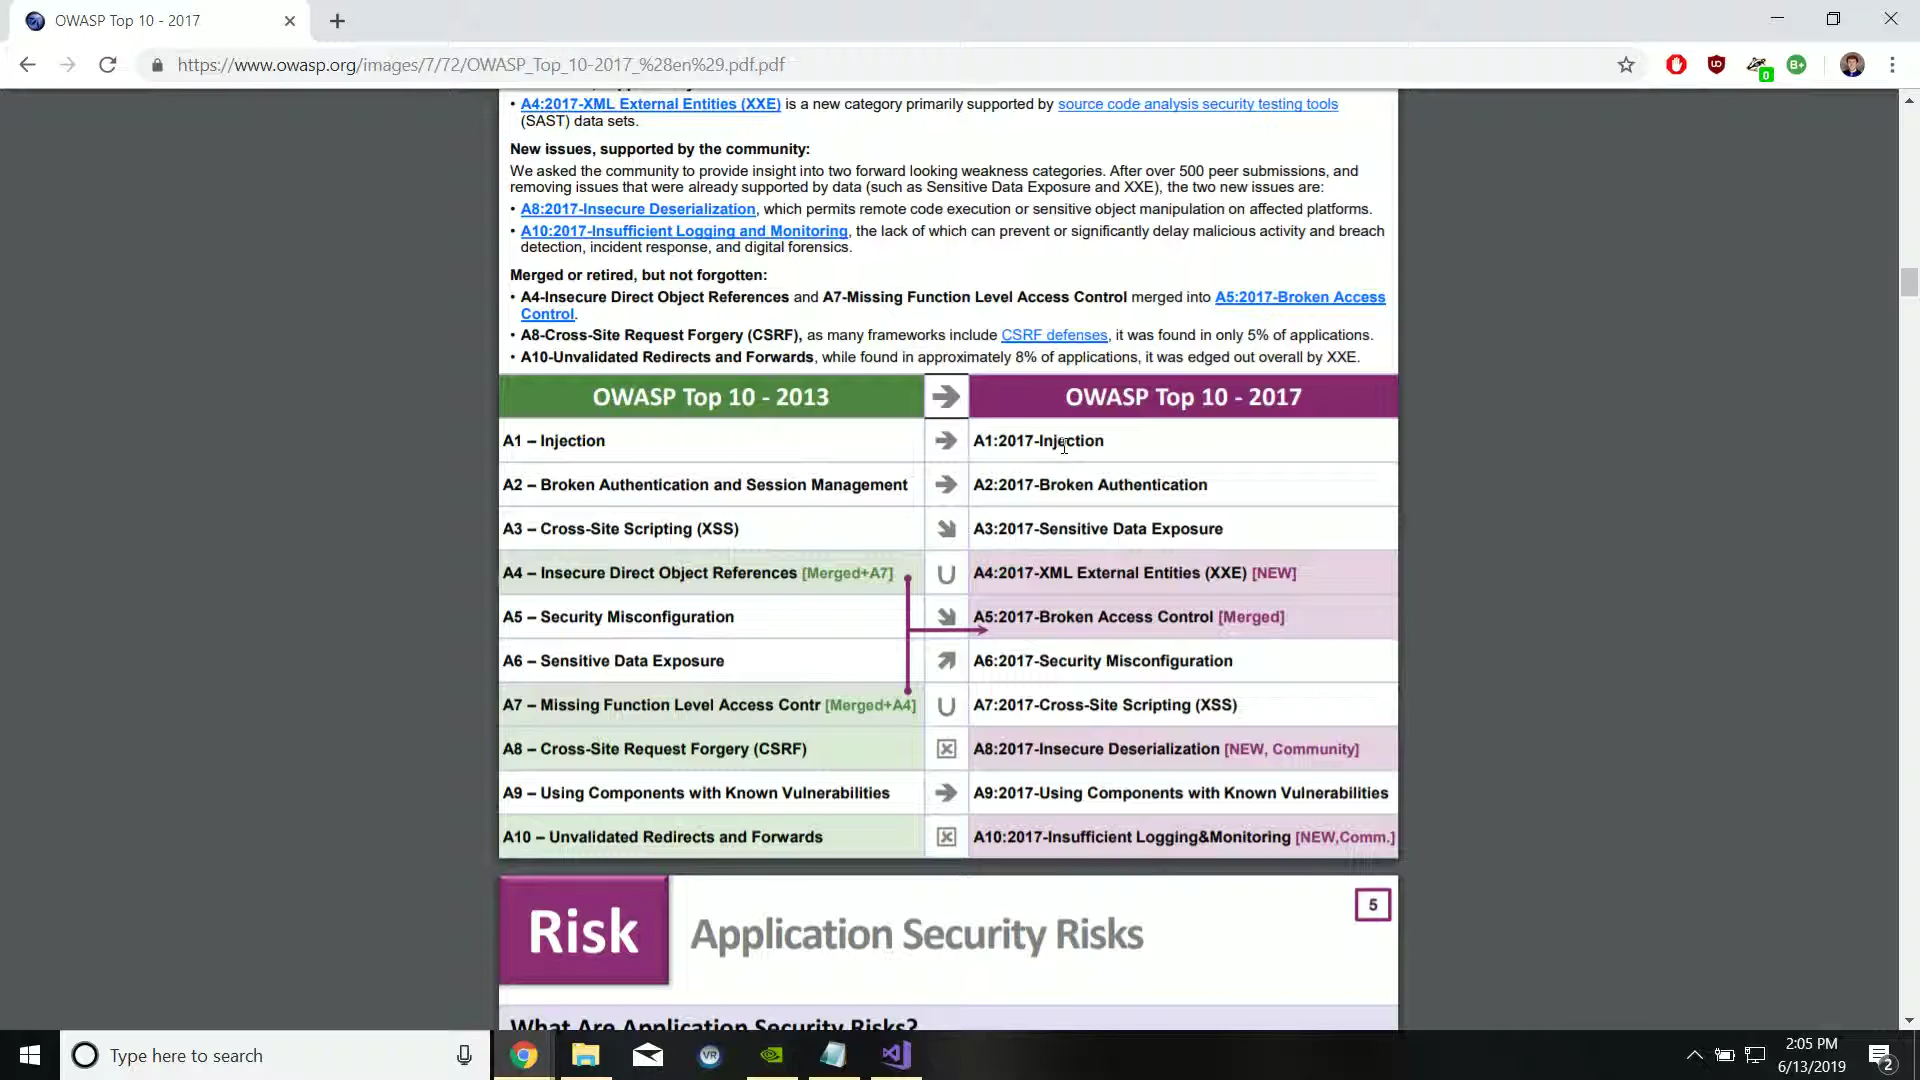 OWASP Top 10 - 2017
https://www.owasp.org/images/7/72/OWASP_Top_10-2017_%28en%29.pdf.pdf
UD
0
B+
• A4:2017-XML External Entities (XXE) is a new category primarily supported by source code analysis security testing tools
(SAST) data sets.
New issues, supported by the community:
We asked the community to provide insight into two forward looking weakness categories. After over 500 peer submissions, and
removing issues that were already supported by data (such as Sensitive Data Exposure and XXE), the two new issues are:
• A8:2017-Insecure Deserialization, which permits remote code execution or sensitive object manipulation on affected platforms.
• A10:2017-Insufficient Logging and Monitoring, the lack of which can prevent or significantly delay malicious activity and breach
detection, incident response, and digital forensics.
Merged or retired, but not forgotten:
• A4-Insecure Direct Object References and A7-Missing Function Level Access Control merged into A5:2017-Broken Access
Control.
• A8-Cross-Site Request Forgery (CSRF), as many frameworks include CSRF defenses, it was found in only 5% of applications.
• A10-Unvalidated Redirects and Forwards, while found in approximately 8% of applications, it was edged out overall by XXE.
OWASP Top 10 - 2013 → OWASP Top 10 - 2017
A1 – Injection → A1:2017-Injection
A2 – Broken Authentication and Session Management → A2:2017-Broken Authentication
A3 – Cross-Site Scripting (XSS) ↘ A3:2017-Sensitive Data Exposure
A4 – Insecure Direct Object References [Merged+A7] U A4:2017-XML External Entities (XXE) [NEW]
A5 – Security Misconfiguration ↘ A5:2017-Broken Access Control [Merged]
A6 – Sensitive Data Exposure ↗ A6:2017-Security Misconfiguration
A7 – Missing Function Level Access Contr [Merged+A4] U A7:2017-Cross-Site Scripting (XSS)
A8 – Cross-Site Request Forgery (CSRF) ☒ A8:2017-Insecure Deserialization [NEW, Community]
A9 – Using Components with Known Vulnerabilities → A9:2017-Using Components with Known Vulnerabilities
A10 – Unvalidated Redirects and Forwards ☒ A10:2017-Insufficient Logging&Monitoring [NEW,Comm.]
Risk Application Security Risks 5
What Are Application Security Risks?
Type here to search
VR
2:05 PM
6/13/2019
2